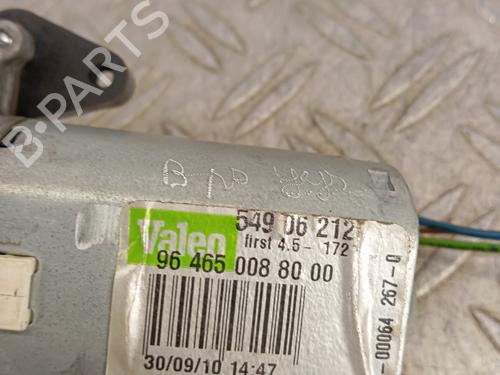 B-PARTS
Valeo
549 06 212
first 4.5 - 172
96 465 008 80 00
30/09/10 14:47
- 00064 267-0